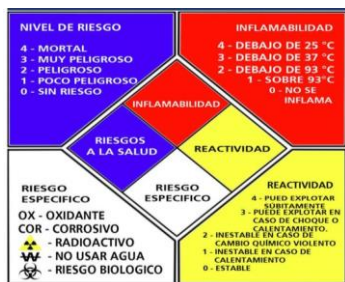 NIVEL DE RIESGO
4 - MORTAL
3 - MUY PELIGROSO
2 - PELIGROSO
1 - POCO PELIGROSO
0 - SIN RIESGO
INFLAMABILIDAD
4 - DEBAJO DE 25 °C
3 - DEBAJO DE 37 °C
2 - DEBAJO DE 93 °C
1 - SOBRE 93°C
0 - NO SE
INFLAMA
INFLAMABILIDAD
RIESGOS
A LA SALUD
REACTIVIDAD
RIESGO
ESPECIFICO
RIESGO
ESPECIFICO
OX - OXIDANTE
COR - CORROSIVO
- RADIOACTIVO
W - NO USAR AGUA
- RIESGO BIOLOGICO
REACTIVIDAD
4 - PUED EXPLOTAR
SÚBITAMENTE
3 - PUEDE EXPLOTAR EN
CASO DE CHOQUE O
CALENTAMIENTO.
2 - INESTABLE EN CASO DE
CAMBIO QUÍMICO VIOLENTO
1 - INESTABLE EN CASO DE
CALENTAMIENTO
0 - ESTABLE